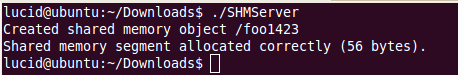 lucid@ubuntu:~/Downloads$ ./SHMServer
Created shared memory object /foo1423
Shared memory segment allocated correctly (56 bytes).
lucid@ubuntu:~/Downloads$